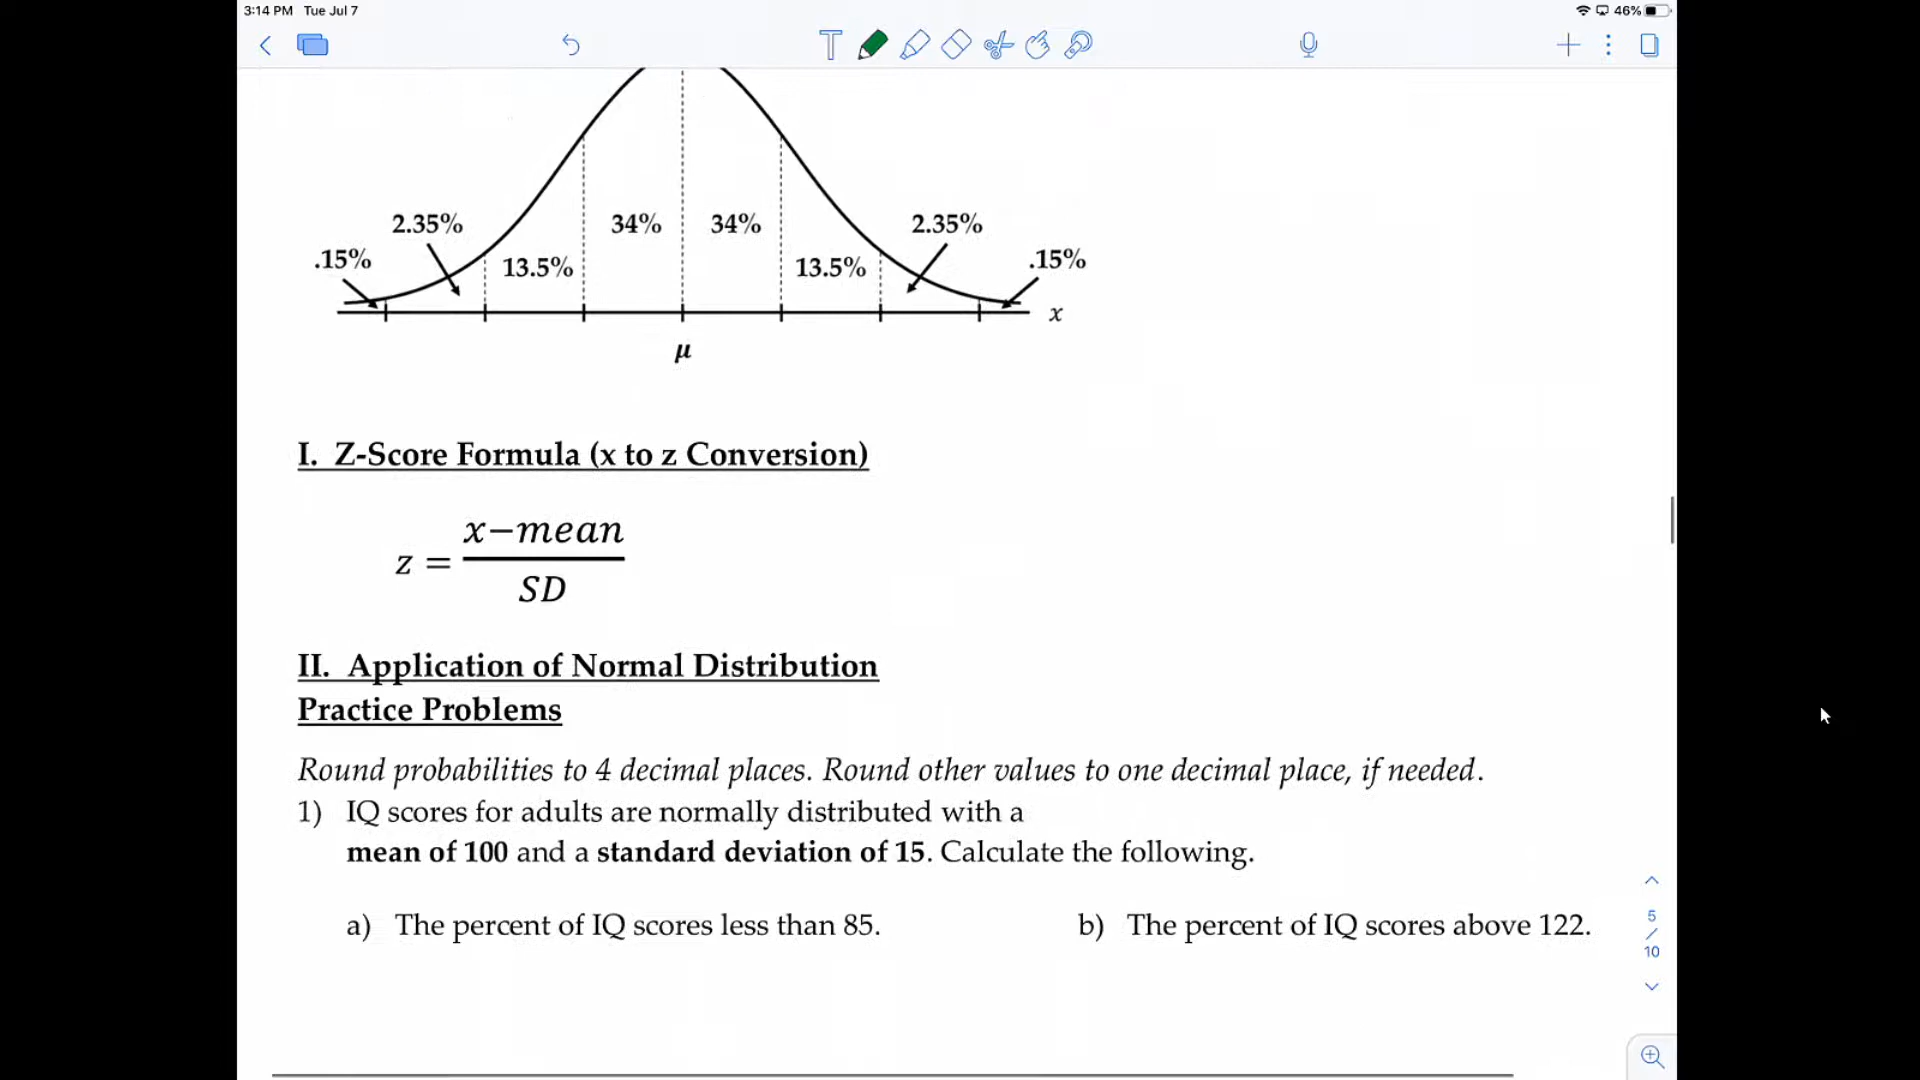 3:14 PM Tue Jul 7
46%
2.35% 34% 34% 2.35%
.15% 13.5% 13.5% .15%
x
μ
I. Z-Score Formula (x to z Conversion)
z = x−mean
SD
II. Application of Normal Distribution
Practice Problems
Round probabilities to 4 decimal places. Round other values to one decimal place, if needed.
1) IQ scores for adults are normally distributed with a
mean of 100 and a standard deviation of 15. Calculate the following.
a) The percent of IQ scores less than 85. b) The percent of IQ scores above 122.
5
/
10